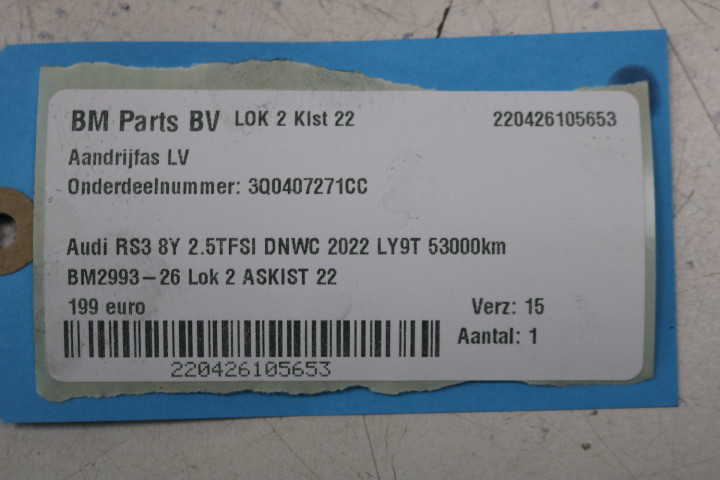 BM Parts BV LOK 2 KIst 22 220426105653
Aandrijfas LV
Onderdeelnummer: 3Q0407271CC
Audi RS3 8Y 2.5TFSI DNWC 2022 LY9T 53000km
BM2993-26 Lok 2 ASKIST 22
199 euro Verz: 15
Aantal: 1
220426105653